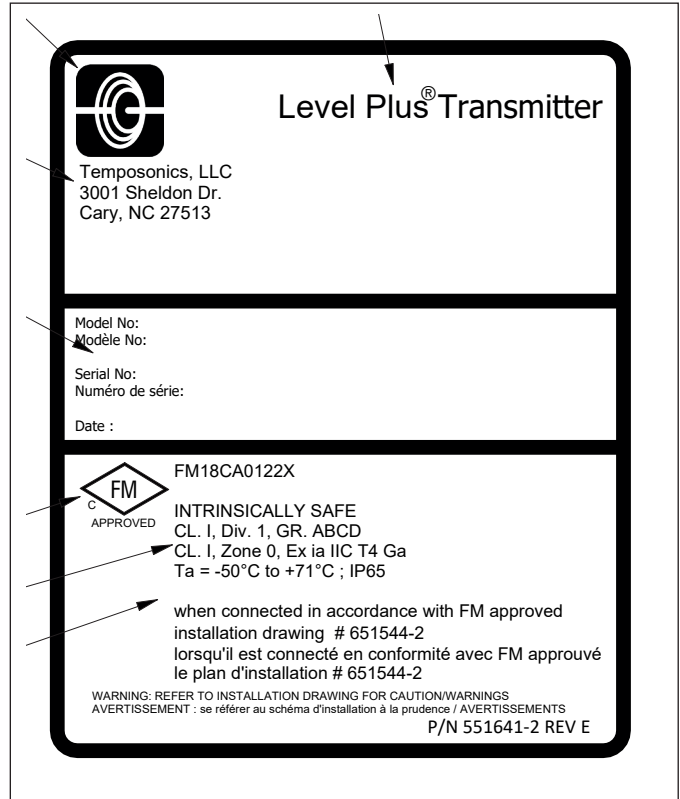 Level Plus® Transmitter
Temposonics, LLC
3001 Sheldon Dr.
Cary, NC 27513
Model No:
Modèle No:
Serial No:
Numéro de série:
Date :
FM
C
APPROVED
FM18CA0122X
INTRINSICALLY SAFE
CL. I, Div. 1, GR. ABCD
CL. I, Zone 0, Ex ia IIC T4 Ga
Ta = -50°C to +71°C ; IP65
when connected in accordance with FM approved
installation drawing # 651544-2
lorsqu'il est connecté en conformité avec FM approuvé
le plan d'installation # 651544-2
WARNING: REFER TO INSTALLATION DRAWING FOR CAUTION/WARNINGS
AVERTISSEMENT : se référer au schéma d'installation à la prudence / AVERTISSEMENTS
P/N 551641-2 REV E